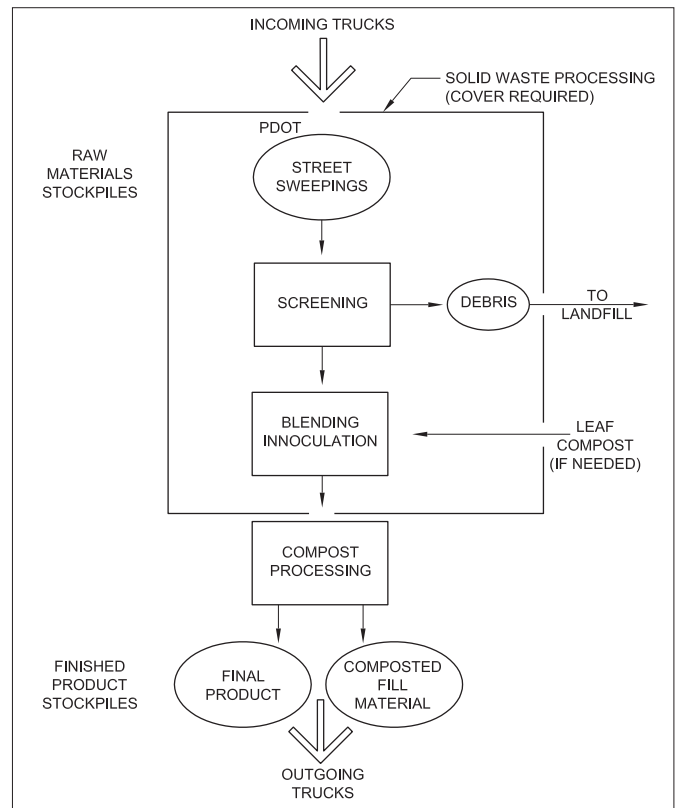 INCOMING TRUCKS
SOLID WASTE PROCESSING
(COVER REQUIRED)
PDOT
RAW
MATERIALS
STOCKPILES
STREET
SWEEPINGS
SCREENING
DEBRIS
TO
LANDFILL
BLENDING
INNOCULATION
LEAF
COMPOST
(IF NEEDED)
COMPOST
PROCESSING
FINISHED
PRODUCT
STOCKPILES
FINAL
PRODUCT
COMPOSTED
FILL
MATERIAL
OUTGOING
TRUCKS